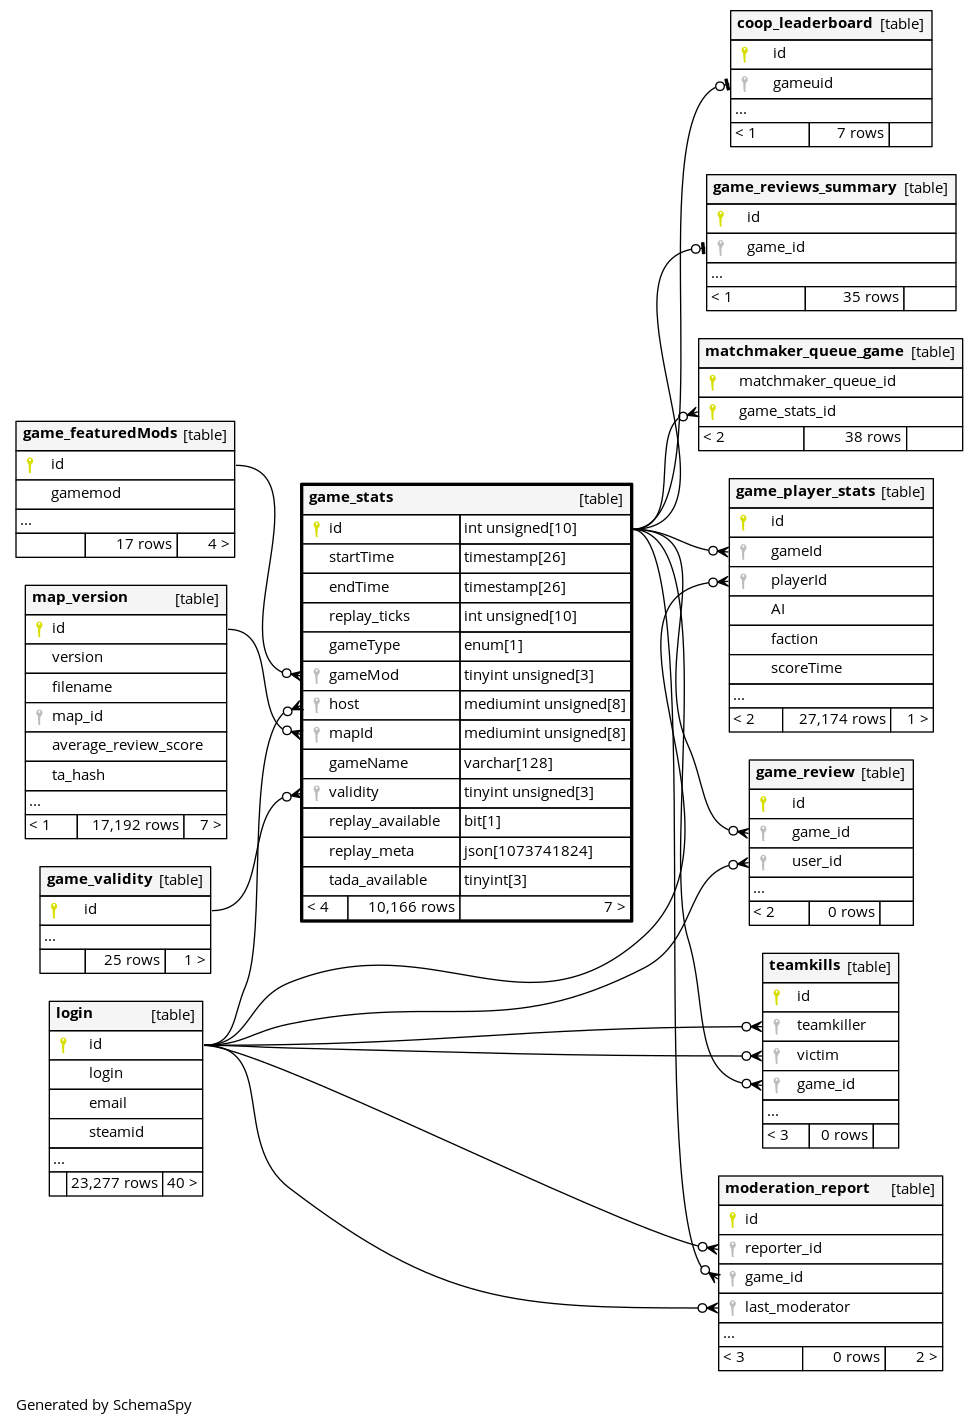 coop_leaderboard [table]
id
gameuid
...
< 1 7 rows
game_reviews_summary [table]
id
game_id
...
< 1 35 rows
matchmaker_queue_game [table]
matchmaker_queue_id
game_stats_id
< 2 38 rows
game_featuredMods [table]
id
gamemod
...
17 rows 4 >
map_version [table]
id
version
filename
map_id
average_review_score
ta_hash
...
< 1 17,192 rows 7 >
game_validity [table]
id
...
25 rows 1 >
login [table]
id
login
email
steamid
...
23,277 rows 40 >
game_stats [table]
id int unsigned[10]
startTime timestamp[26]
endTime timestamp[26]
replay_ticks int unsigned[10]
gameType enum[1]
gameMod tinyint unsigned[3]
host mediumint unsigned[8]
mapId mediumint unsigned[8]
gameName varchar[128]
validity tinyint unsigned[3]
replay_available bit[1]
replay_meta json[1073741824]
tada_available tinyint[3]
< 4 10,166 rows 7 >
game_player_stats [table]
id
gameId
playerId
AI
faction
scoreTime
...
< 2 27,174 rows 1 >
game_review [table]
id
game_id
user_id
...
< 2 0 rows
teamkills [table]
id
teamkiller
victim
game_id
...
< 3 0 rows
moderation_report [table]
id
reporter_id
game_id
last_moderator
...
< 3 0 rows 2 >
Generated by SchemaSpy